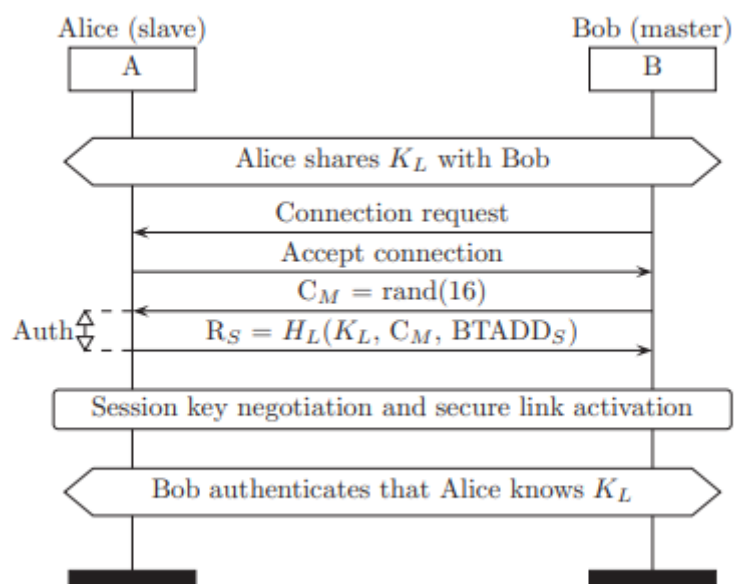 Alice (slave) Bob (master)
A B
Alice shares K_L with Bob
Connection request
Accept connection
C_M = rand(16)
Auth
R_S = H_L(K_L, C_M, BTADD_S)
Session key negotiation and secure link activation
Bob authenticates that Alice knows K_L